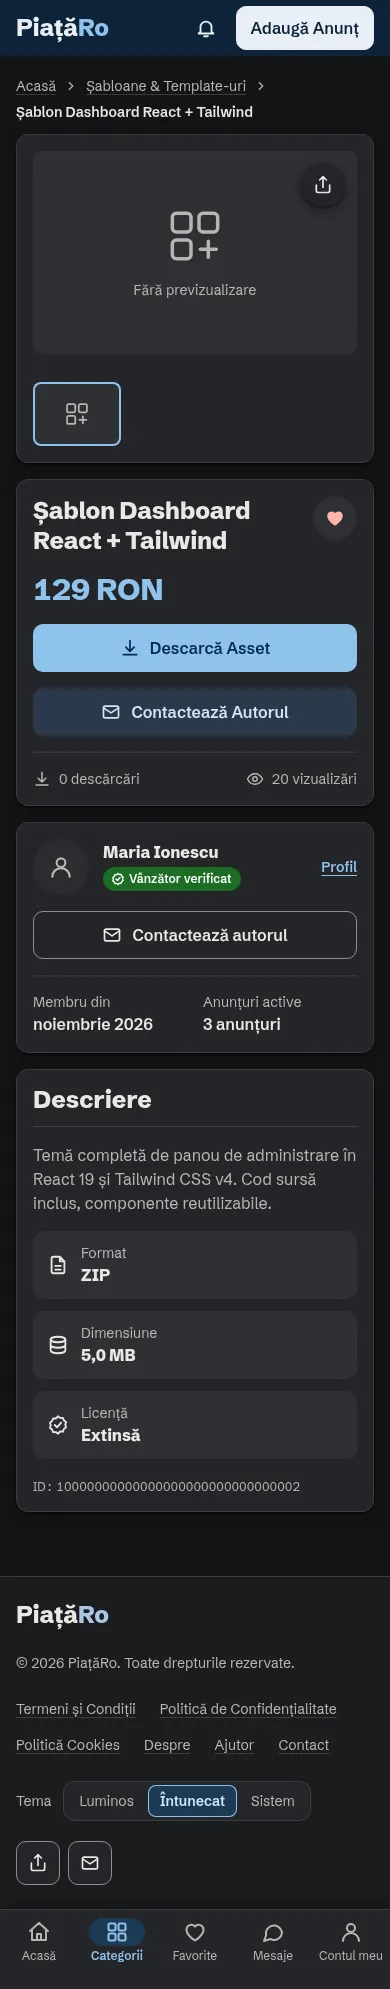 PiațăRo
Adaugă Anunț
Acasă > Șabloane & Template-uri >
Șablon Dashboard React + Tailwind
Fără previzualizare
Șablon Dashboard
React + Tailwind
129 RON
Descarcă Asset
Contactează Autorul
0 descărcări
20 vizualizări
Maria Ionescu
Vânzător verificat
Profil
Contactează autorul
Membru din
noiembrie 2026
Anunțuri active
3 anunțuri
Descriere
Temă completă de panou de administrare în
React 19 și Tailwind CSS v4. Cod sursă
inclus, componente reutilizabile.
Format
ZIP
Dimensiune
5,0 MB
Licență
Extinsă
ID: 10000000000000000000000000000002
PiațăRo
© 2026 PiațăRo. Toate drepturile rezervate.
Termeni și Condiții Politică de Confidențialitate
Politică Cookies Despre Ajutor Contact
Tema Luminos Întunecat Sistem
Acasă Categorii Favorite Mesaje Contul meu